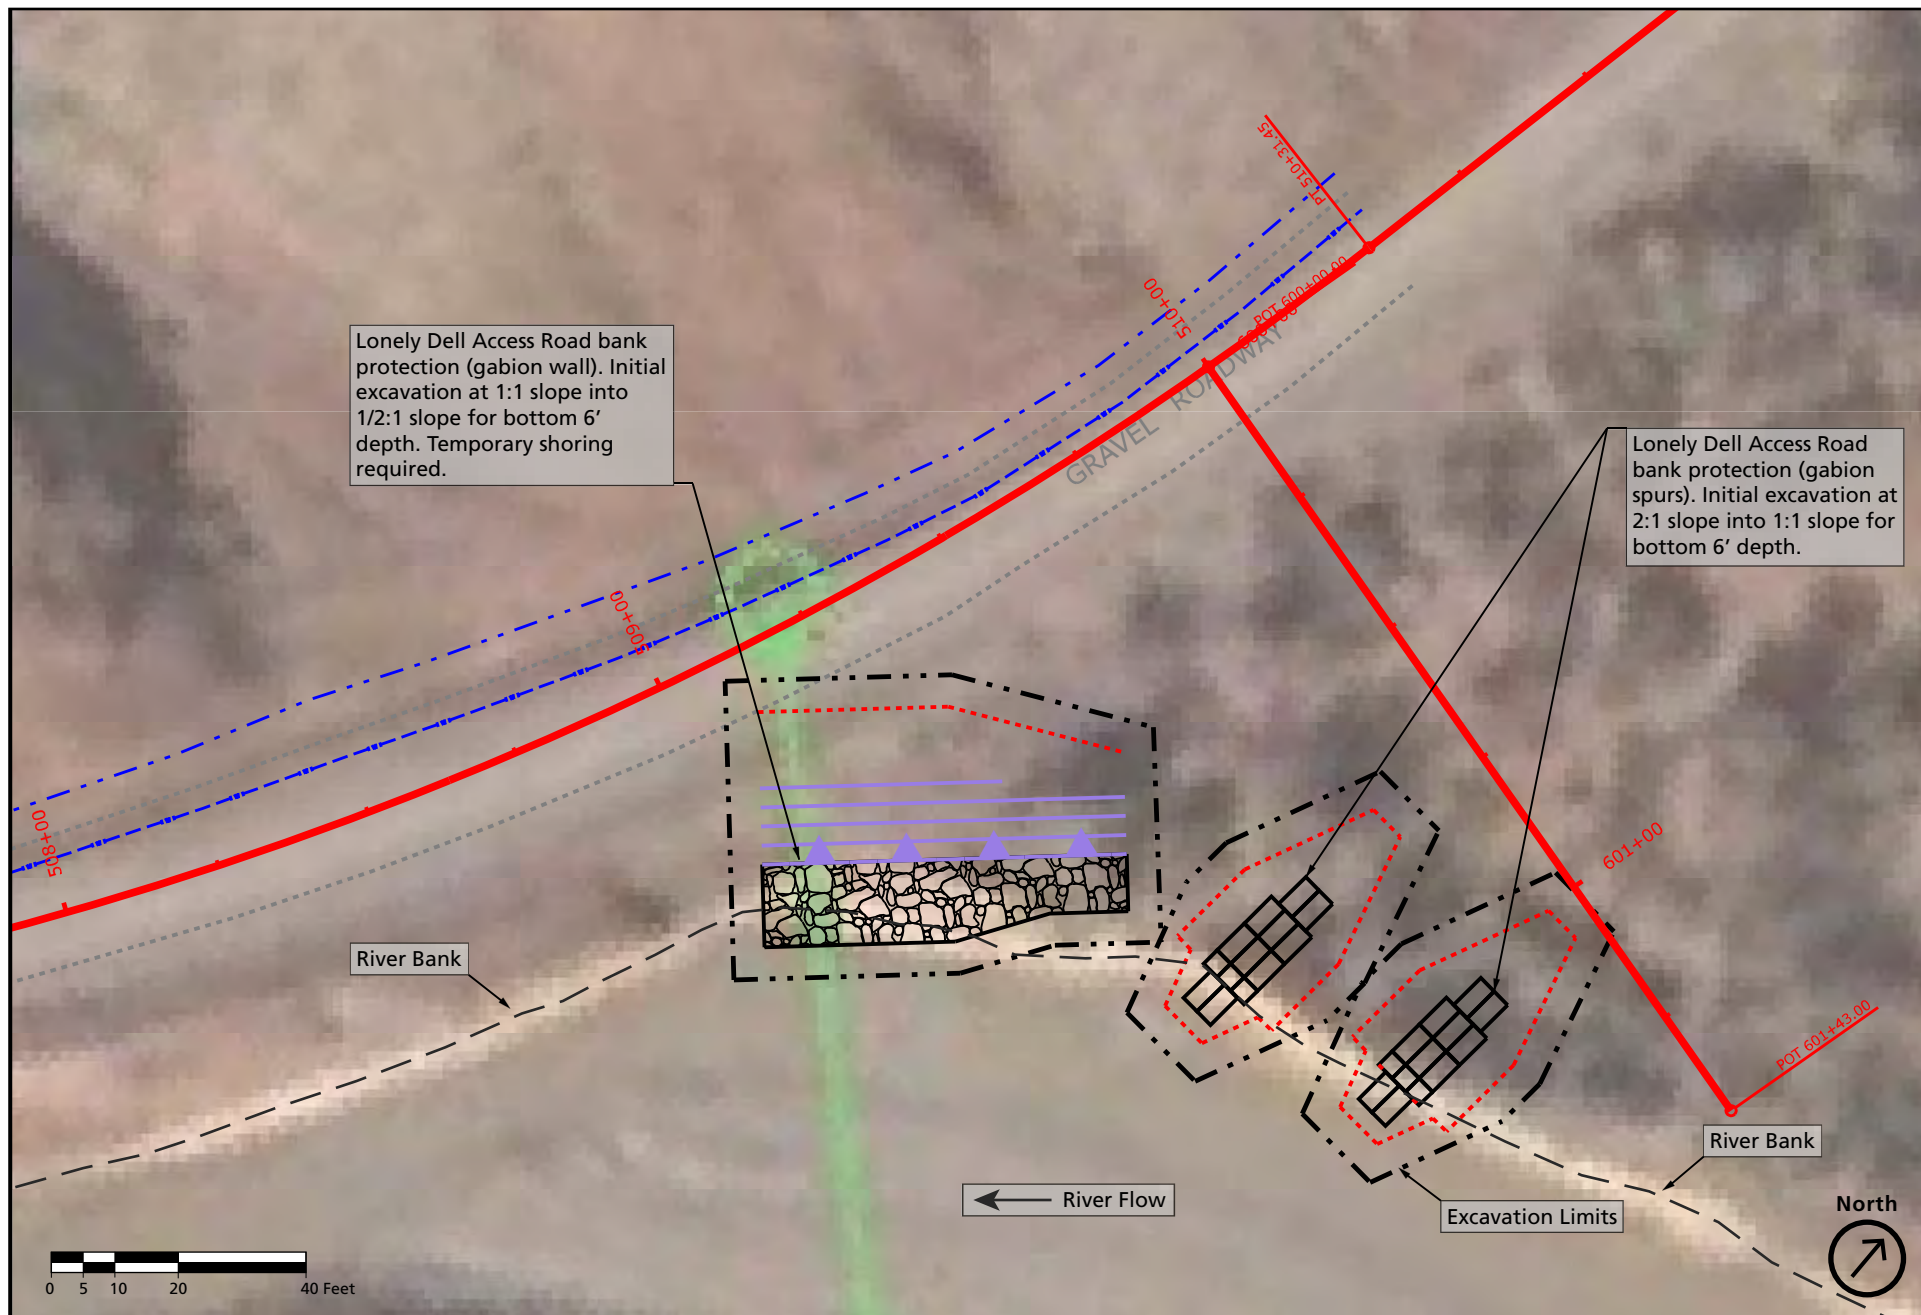 PT 510+31.45
POT 600+00.00
510+00
GRAVEL ROADWAY
Lonely Dell Access Road bank
protection (gabion wall). Initial
excavation at 1:1 slope into
1/2:1 slope for bottom 6’
depth. Temporary shoring
required.
Lonely Dell Access Road
bank protection (gabion
spurs). Initial excavation at
2:1 slope into 1:1 slope for
bottom 6’ depth.
509+00
508+00
601+00
River Bank
POT 601+43.00
River Bank
River Flow
Excavation Limits
North
0 5 10 20 40 Feet